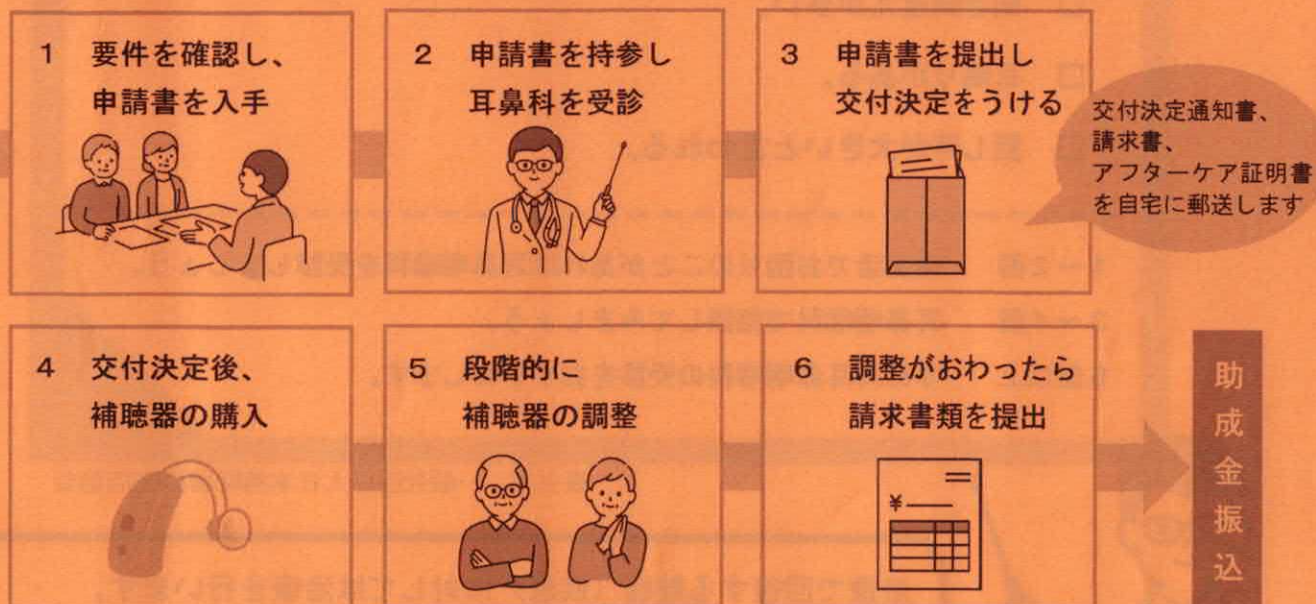 1 要件を確認し、
申請書を入手
2 申請書を持参し
耳鼻科を受診
3 申請書を提出し
交付決定をうける
交付決定通知書、
請求書、
アフターケア証明書
を自宅に郵送します
4 交付決定後、
補聴器の購入
5 段階的に
補聴器の調整
6 調整がおわったら
請求書類を提出
¥
助成金振込